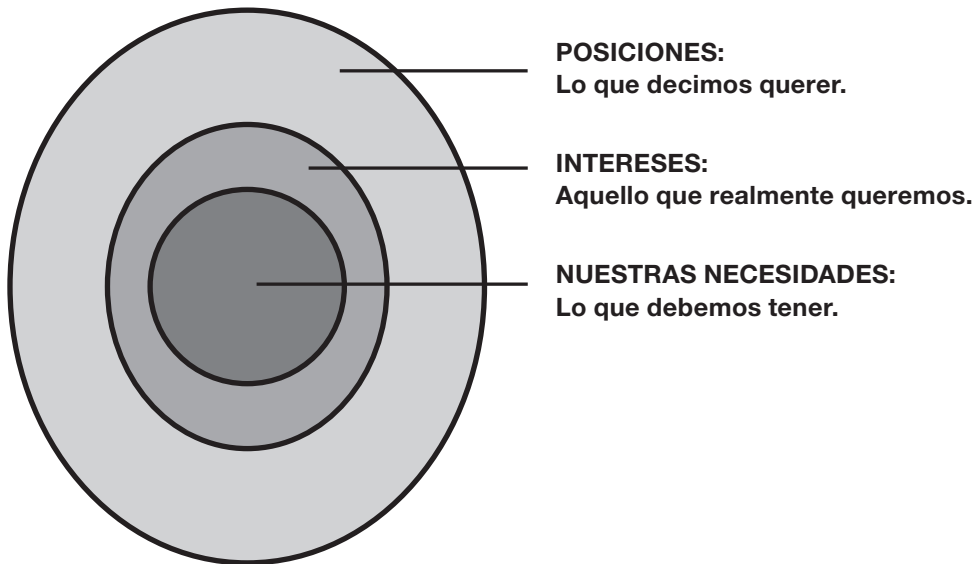 POSICIONES:
Lo que decimos querer.
INTERESES:
Aquello que realmente queremos.
NUESTRAS NECESIDADES:
Lo que debemos tener.